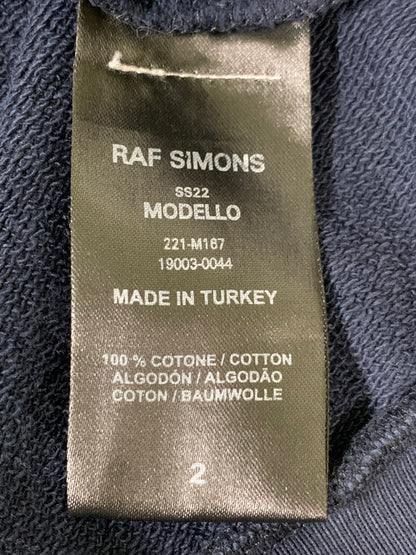 RAF SIMONS
SS22
MODELLO
221-M167
19003-0044
MADE IN TURKEY
100 % COTONE / COTTON
ALGODÓN / ALGODÃO
COTON / BAUMWOLLE
2